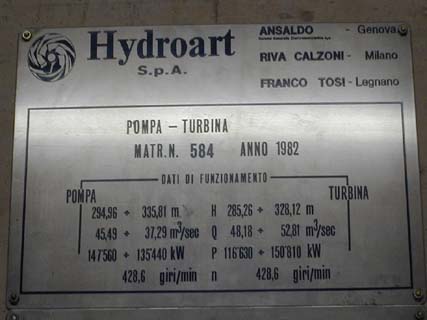 Hydroart
S.p.A.
ANSALDO - Genova
RIVA CALZONI - Milano
FRANCO TOSI - Legnano
POMPA - TURBINA
MATR. N. 584 ANNO 1982
DATI DI FUNZIONAMENTO
POMPA TURBINA
294,96 ÷ 335,81 m H 285,26 ÷ 328,12 m
45,49 ÷ 37,29 m³/sec Q 48,18 ÷ 52,81 m³/sec
147'560 ÷ 135'440 kW P 116'630 ÷ 150'810 kW
428,6 giri/min n 428,6 giri/min